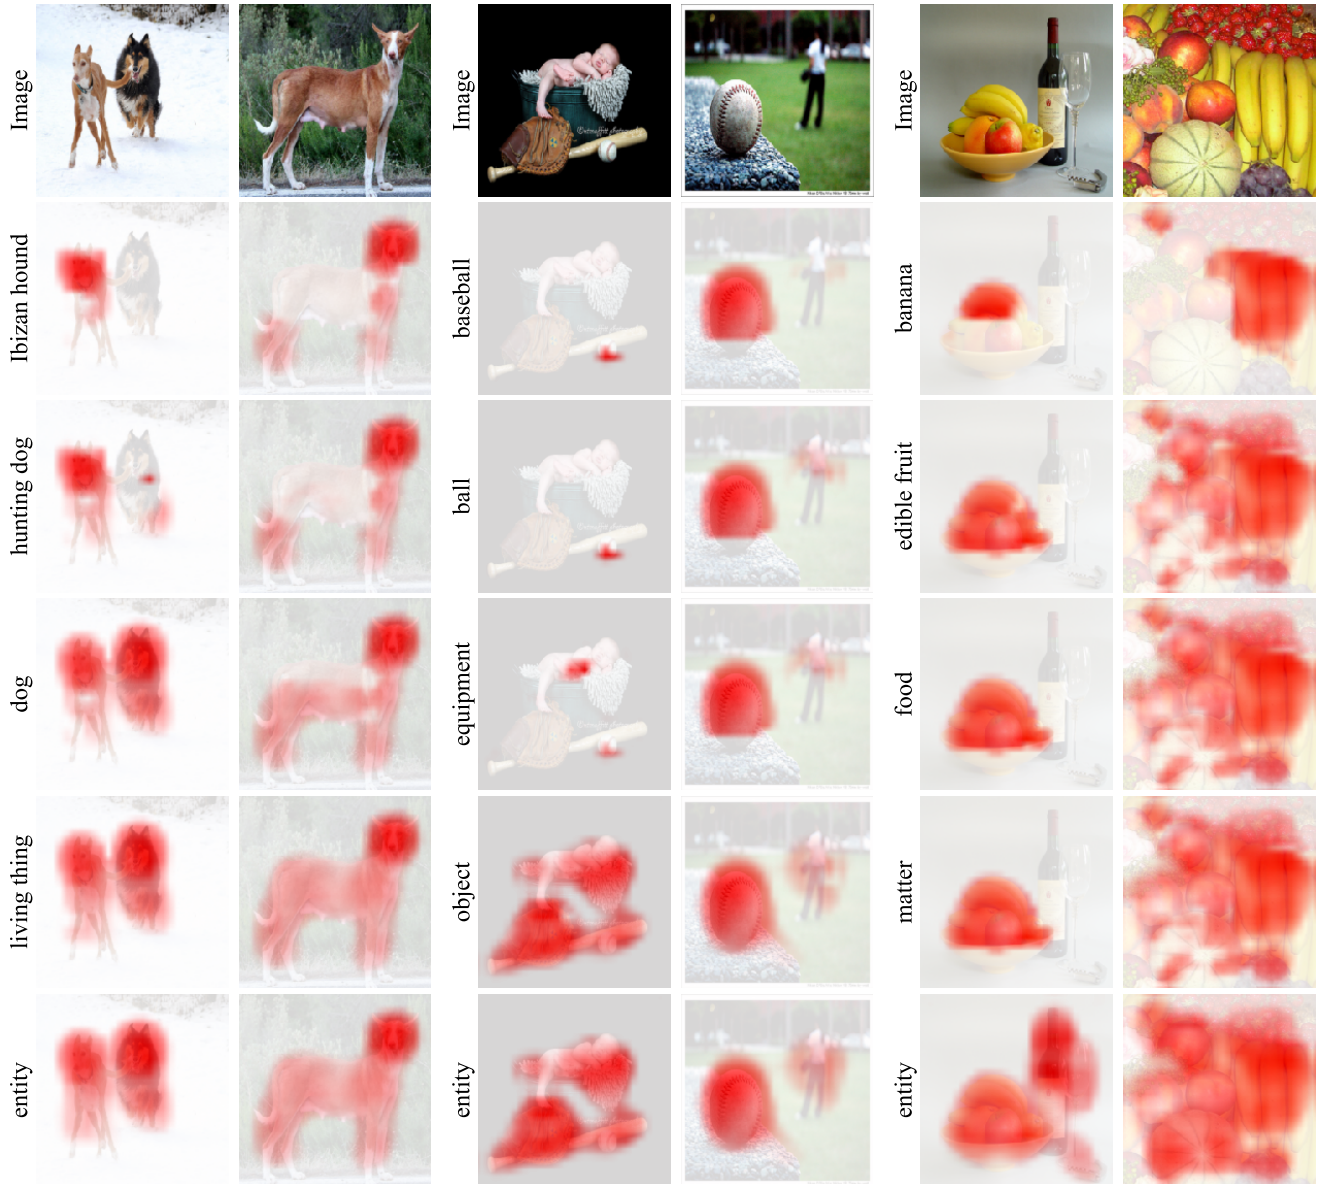 Image
Image
Image
Ibizan hound
baseball
banana
hunting dog
ball
edible fruit
dog
equipment
food
living thing
object
matter
entity
entity
entity